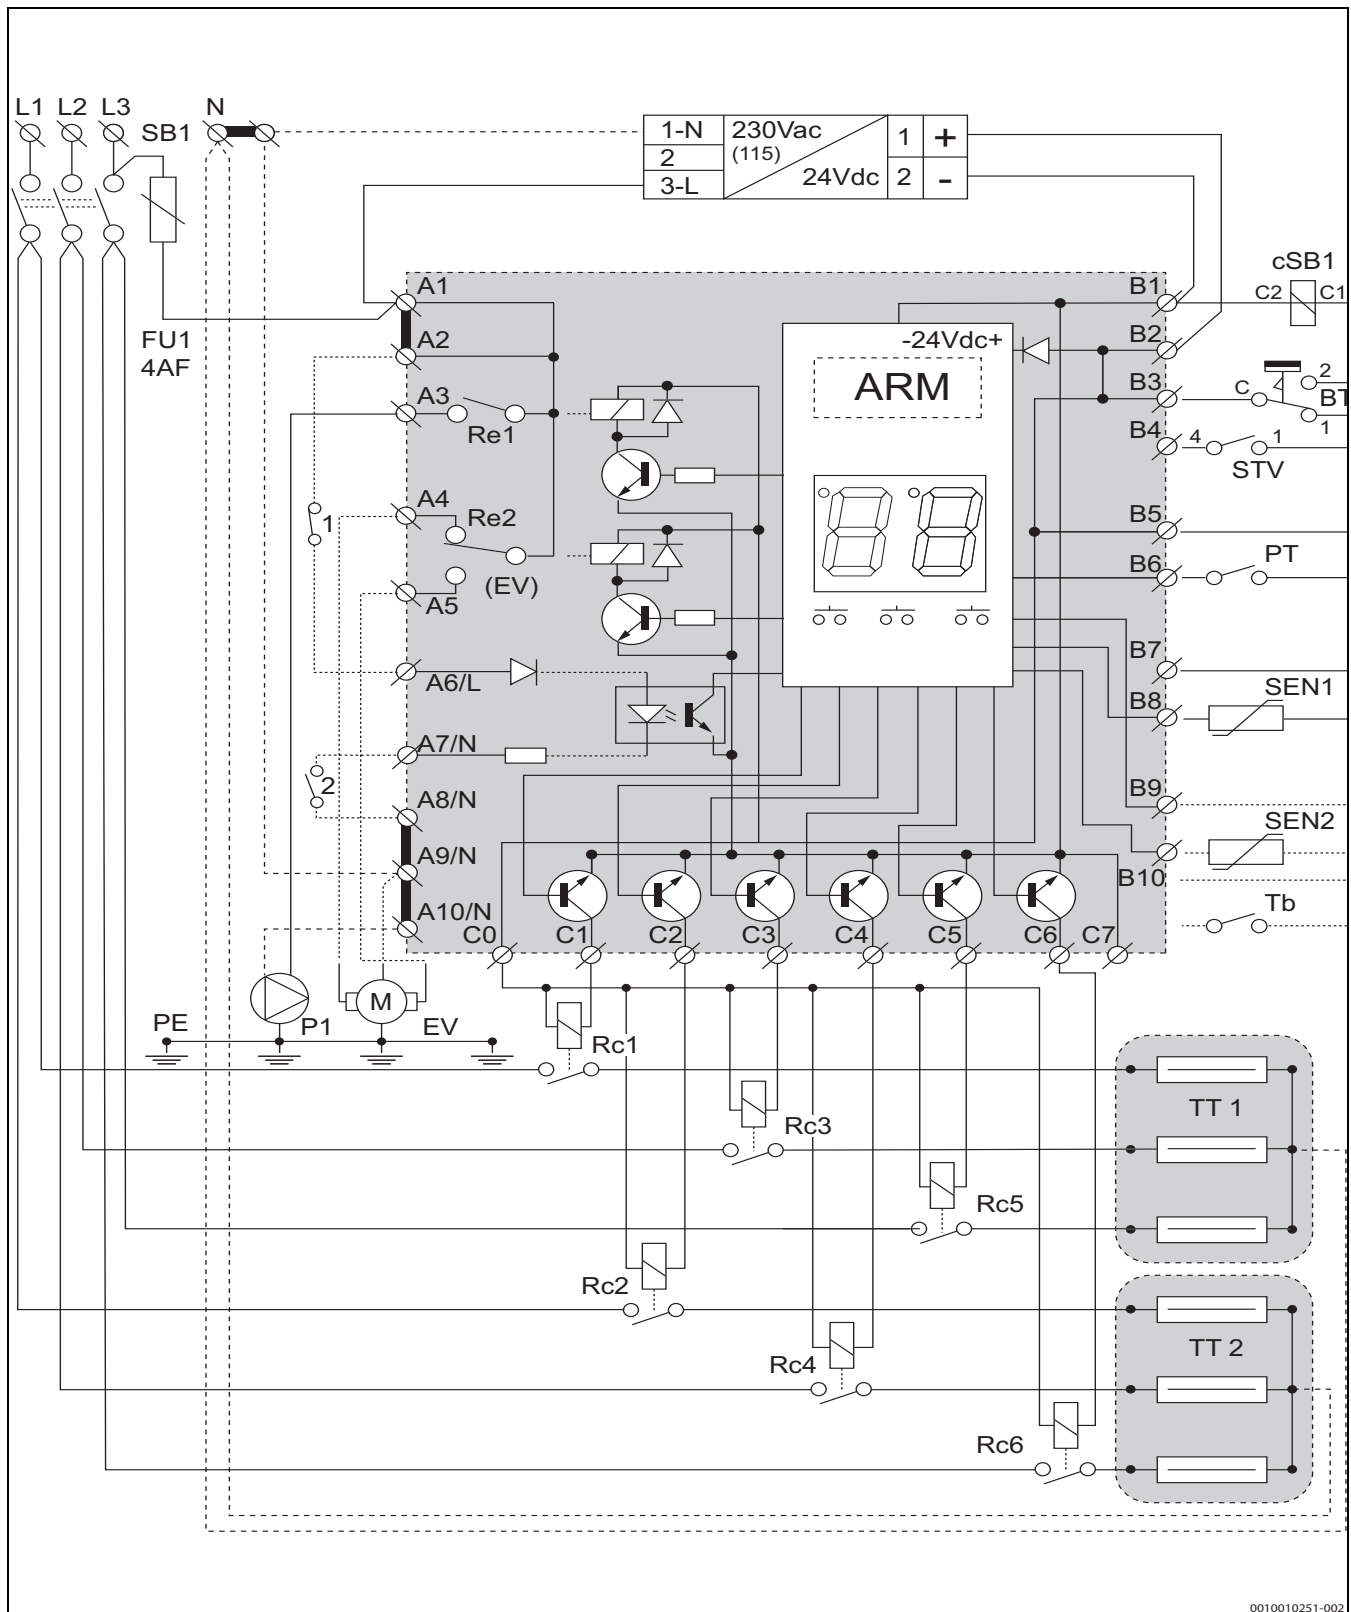 L1 L2 L3 N
SB1
1-N 230Vac 1 +
2 (115)
3-L 24Vdc 2 -
cSB1
C2 C1
A1 B1
FU1
4AF
A2 -24Vdc+ B2
ARM
A3 B3 C 2
BT
1
Re1 B4 4 1
STV
A4 Re2 B5
1
B6 PT
(EV)
A5
B7
A6/L B8 SEN1
A7/N
2
A8/N B9
SEN2
A9/N
B10
A10/N Tb
C0 C1 C2 C3 C4 C5 C6 C7
M
PE P1 EV
Rc1
TT 1
Rc3
Rc5
Rc2
TT 2
Rc4
Rc6
0010010251-002